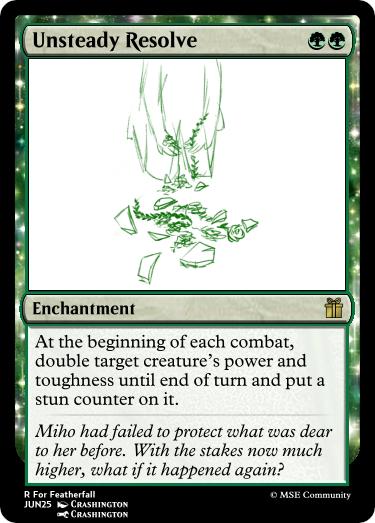 Unsteady Resolve
Enchantment
At the beginning of each combat,
double target creature's power and
toughness until end of turn and put a
stun counter on it.
Miho had failed to protect what was dear
to her before. With the stakes now much
higher, what if it happened again?
R For Featherfall
JUN25 Crashington
Crashington
© MSE Community